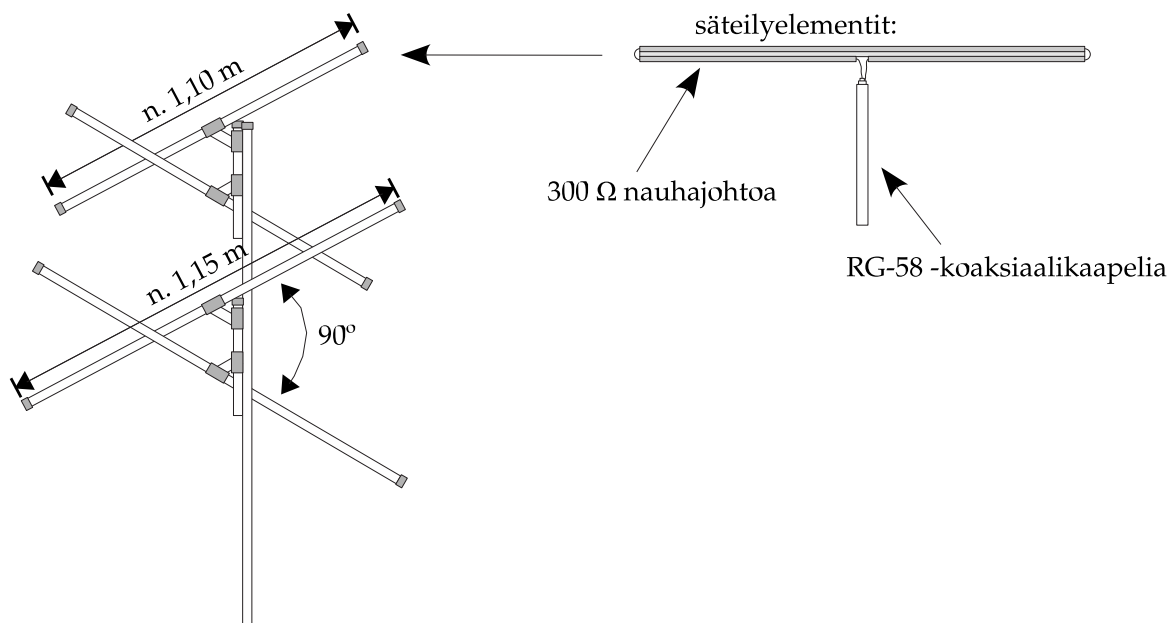 säteilyelementit:
n. 1,10 m
300 Ω nauhajohtoa
RG-58 -koaksiaalikaapelia
n. 1,15 m
90º